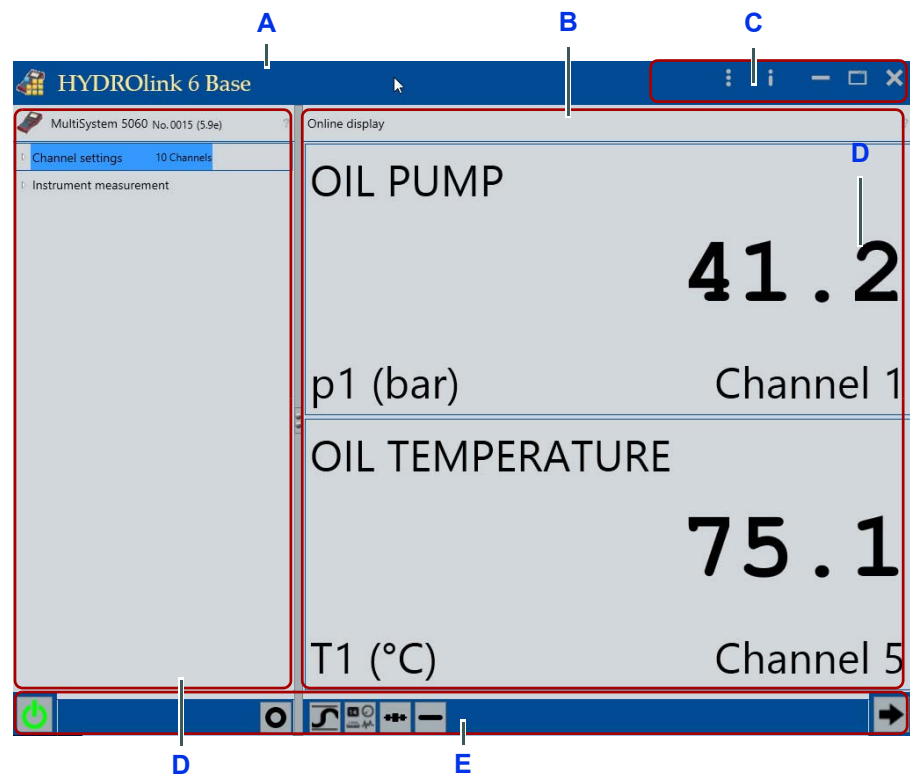 A B C
HYDROlink 6 Base
MultiSystem 5060 No. 0015 (5.9e) ?
Online display ?
Channel settings 10 Channels
D
Instrument measurement
OIL PUMP
41.2
p1 (bar) Channel 1
OIL TEMPERATURE
75.1
T1 (°C) Channel 5
D E